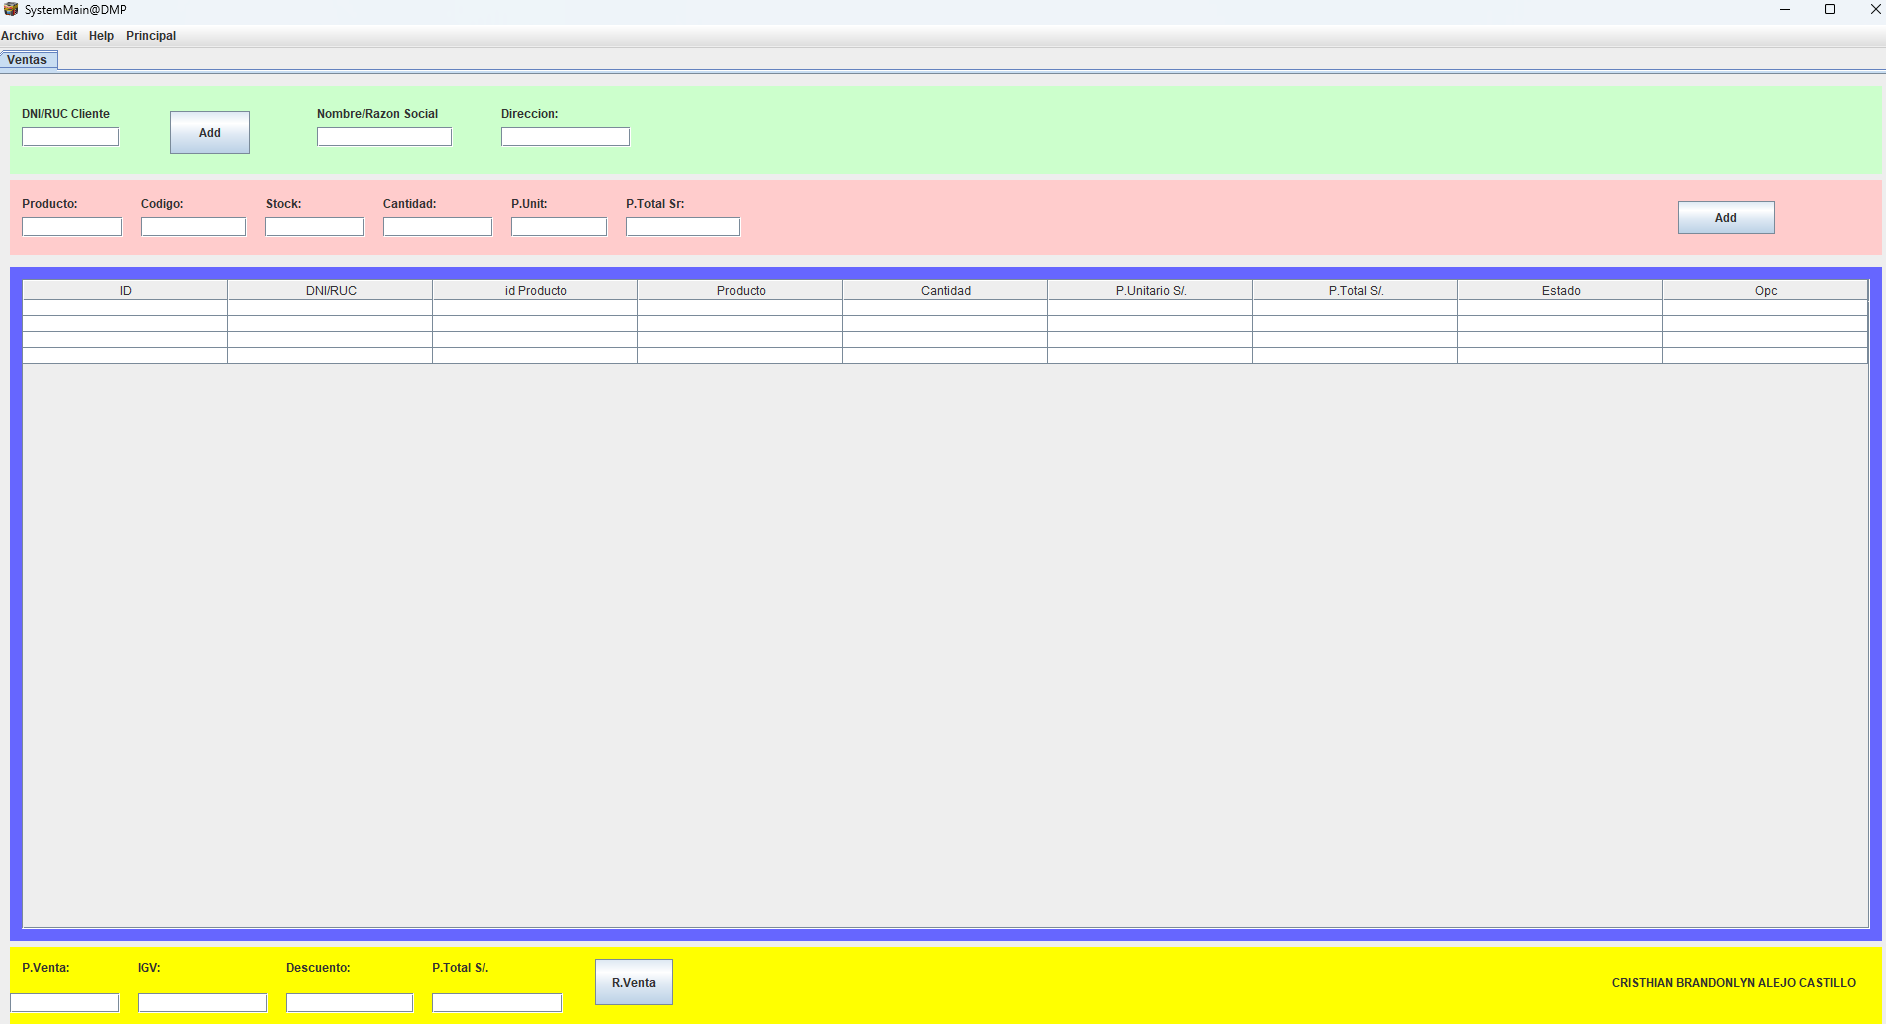 SystemMain@DMP
Archivo Edit Help Principal
Ventas
DNI/RUC Cliente Add Nombre/Razon Social Direccion:
Producto: Codigo: Stock: Cantidad: P.Unit: P.Total Sr: Add
ID DNI/RUC id Producto Producto Cantidad P.Unitario S/. P.Total S/. Estado Opc
P.Venta: IGV: Descuento: P.Total S/.
R.Venta CRISTHIAN BRANDONLYN ALEJO CASTILLO